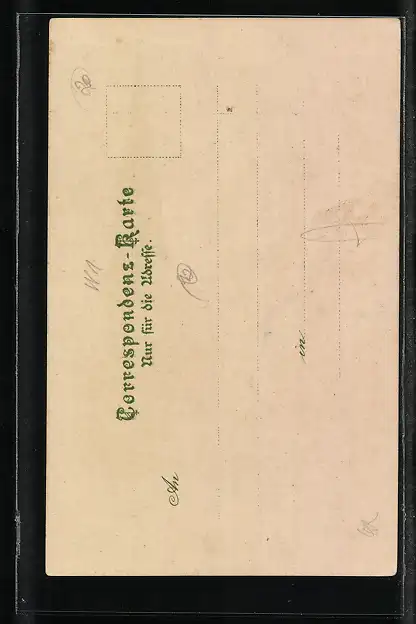 Correspondenz-Karte
Nur für die Adresse.
An
in